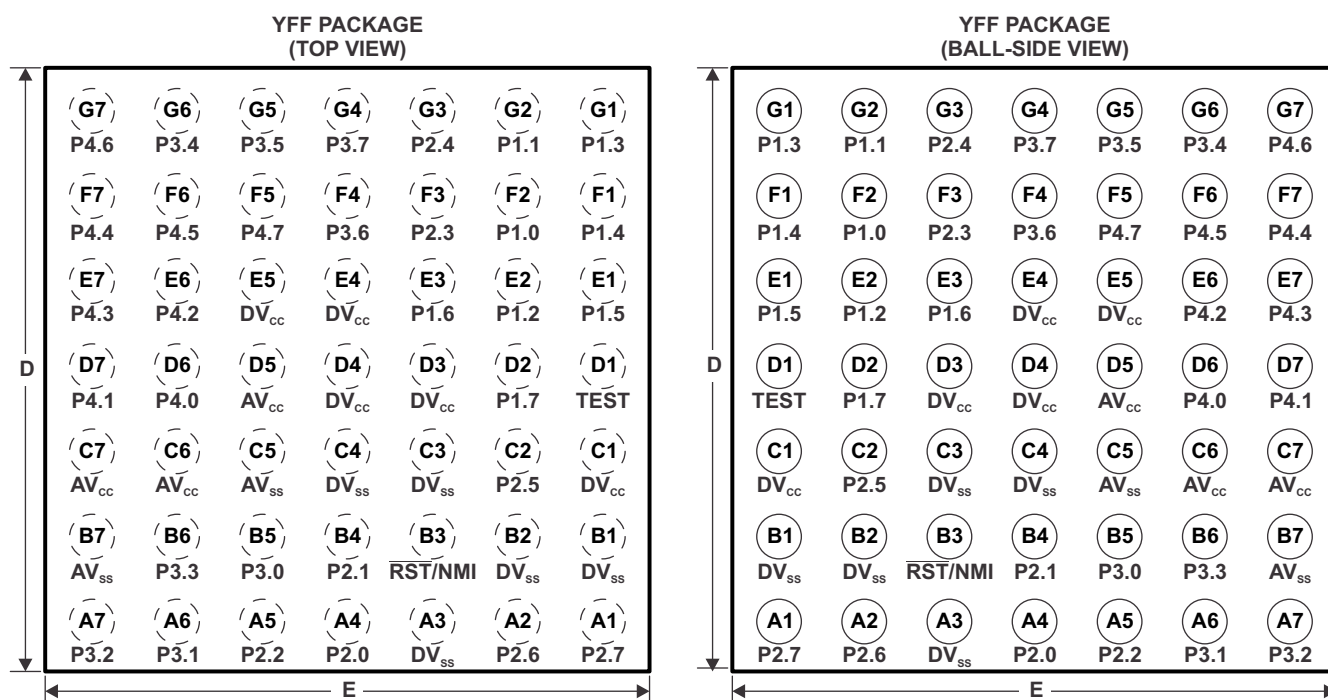 YFF PACKAGE
(TOP VIEW)
G7 G6 G5 G4 G3 G2 G1
P4.6 P3.4 P3.5 P3.7 P2.4 P1.1 P1.3
F7 F6 F5 F4 F3 F2 F1
P4.4 P4.5 P4.7 P3.6 P2.3 P1.0 P1.4
E7 E6 E5 E4 E3 E2 E1
P4.3 P4.2 DVcc DVcc P1.6 P1.2 P1.5
D
D7 D6 D5 D4 D3 D2 D1
P4.1 P4.0 AVcc DVcc DVcc P1.7 TEST
C7 C6 C5 C4 C3 C2 C1
AVcc AVcc AVss DVss DVss P2.5 DVcc
B7 B6 B5 B4 B3 B2 B1
AVss P3.3 P3.0 P2.1 RST/NMI DVss DVss
A7 A6 A5 A4 A3 A2 A1
P3.2 P3.1 P2.2 P2.0 DVss P2.6 P2.7
E
YFF PACKAGE
(BALL-SIDE VIEW)
G1 G2 G3 G4 G5 G6 G7
P1.3 P1.1 P2.4 P3.7 P3.5 P3.4 P4.6
F1 F2 F3 F4 F5 F6 F7
P1.4 P1.0 P2.3 P3.6 P4.7 P4.5 P4.4
E1 E2 E3 E4 E5 E6 E7
P1.5 P1.2 P1.6 DVcc DVcc P4.2 P4.3
D
D1 D2 D3 D4 D5 D6 D7
TEST P1.7 DVcc DVcc AVcc P4.0 P4.1
C1 C2 C3 C4 C5 C6 C7
DVcc P2.5 DVss DVss AVss AVcc AVcc
B1 B2 B3 B4 B5 B6 B7
DVss DVss RST/NMI P2.1 P3.0 P3.3 AVss
A1 A2 A3 A4 A5 A6 A7
P2.7 P2.6 DVss P2.0 P2.2 P3.1 P3.2
E